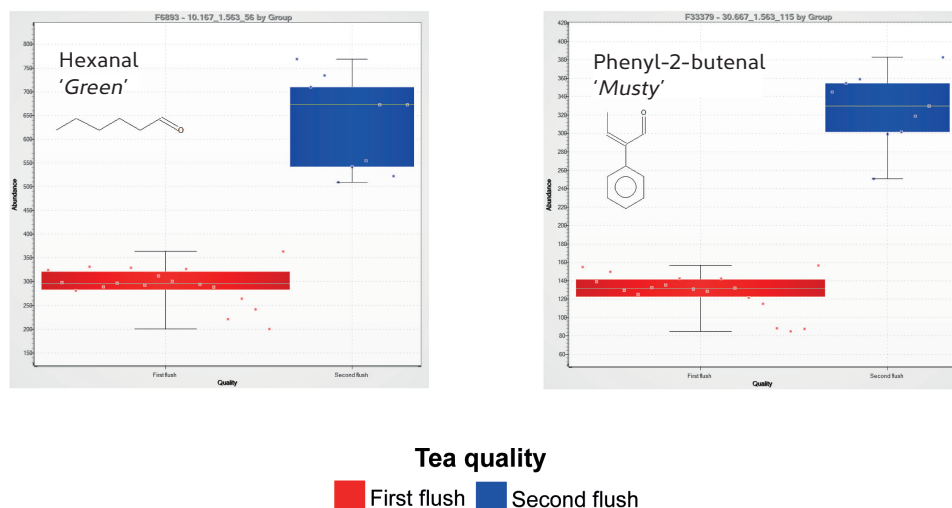 F6893 - 10.167_1.563_56 by Group
Hexanal
'Green'
O
Abundance
800
750
700
650
600
550
500
450
400
350
300
250
200
150
First flush
Second flush
Quality
F33379 - 30.667_1.563_115 by Group
Phenyl-2-butenal
'Musty'
O
Abundance
420
400
380
360
340
320
300
280
260
240
220
200
180
160
140
120
100
80
60
First flush
Second flush
Quality
Tea quality
First flush
Second flush